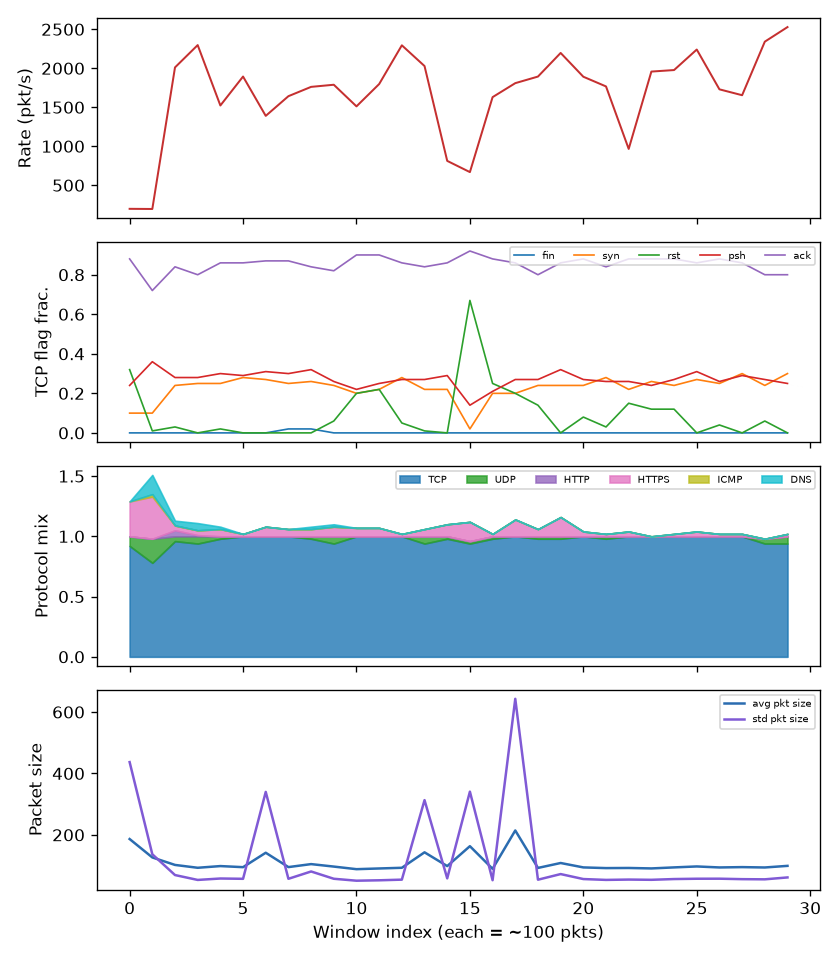 2500
2000
1500
1000
500
Rate (pkt/s)
fin syn rst psh ack
0.8
0.6
0.4
0.2
0.0
TCP flag frac.
TCP UDP HTTP HTTPS ICMP DNS
1.5
1.0
0.5
0.0
Protocol mix
avg pkt size
std pkt size
600
400
200
Packet size
0 5 10 15 20 25 30
Window index (each = ~100 pkts)